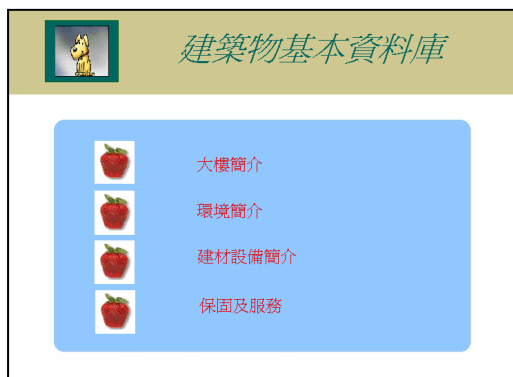 建築物基本資料庫
大樓簡介
環境簡介
建材設備簡介
保固及服務